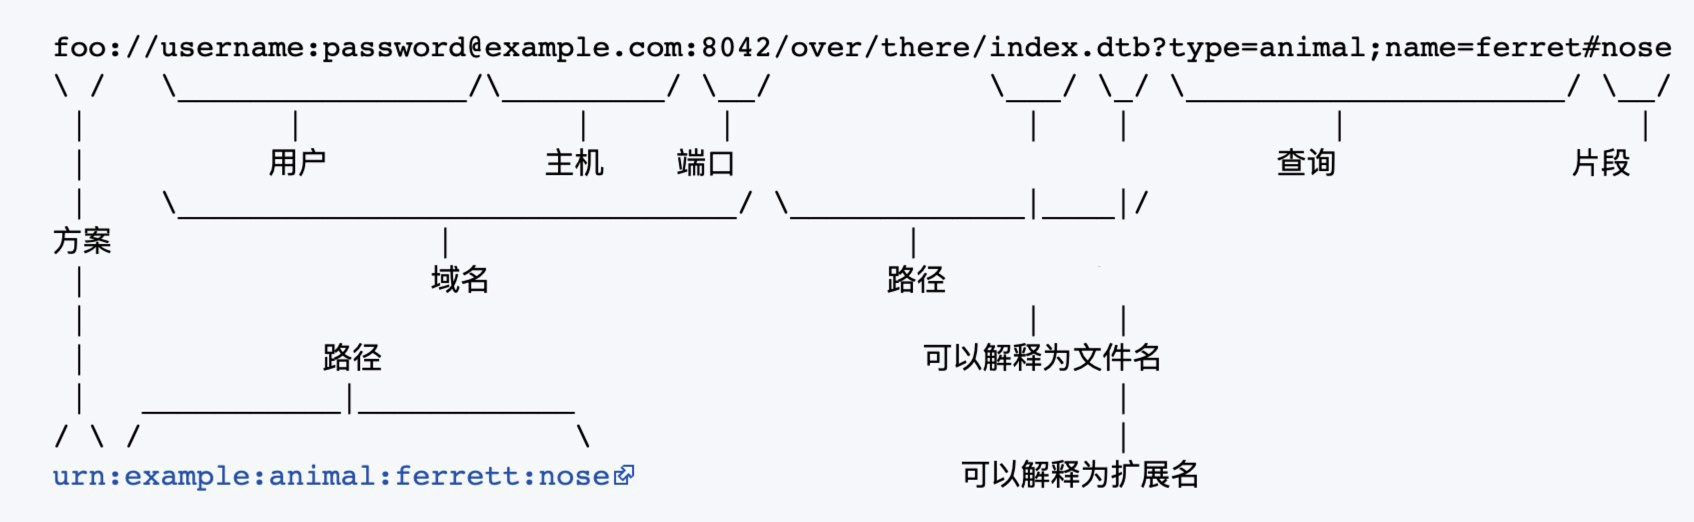 foo://username:password@example.com:8042/over/there/index.dtb?type=animal;name=ferret#nose
用户 主机 端口 查询 片段
方案
域名 路径
路径 可以解释为文件名
urn:example:animal:ferrett:nose 可以解释为扩展名